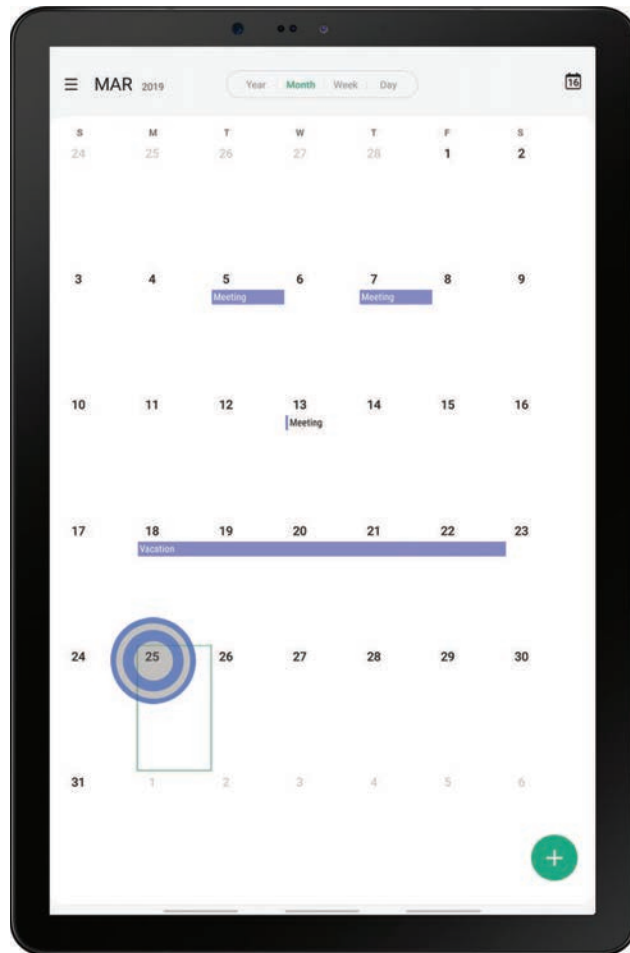 MAR 2019 Year Month Week Day 16
S M T W T F S
24 25 26 27 28 1 2
3 4 5 6 7 8 9
Meeting Meeting
10 11 12 13 14 15 16
Meeting
17 18 19 20 21 22 23
Vacation
24 25 26 27 28 29 30
31 1 2 3 4 5 6